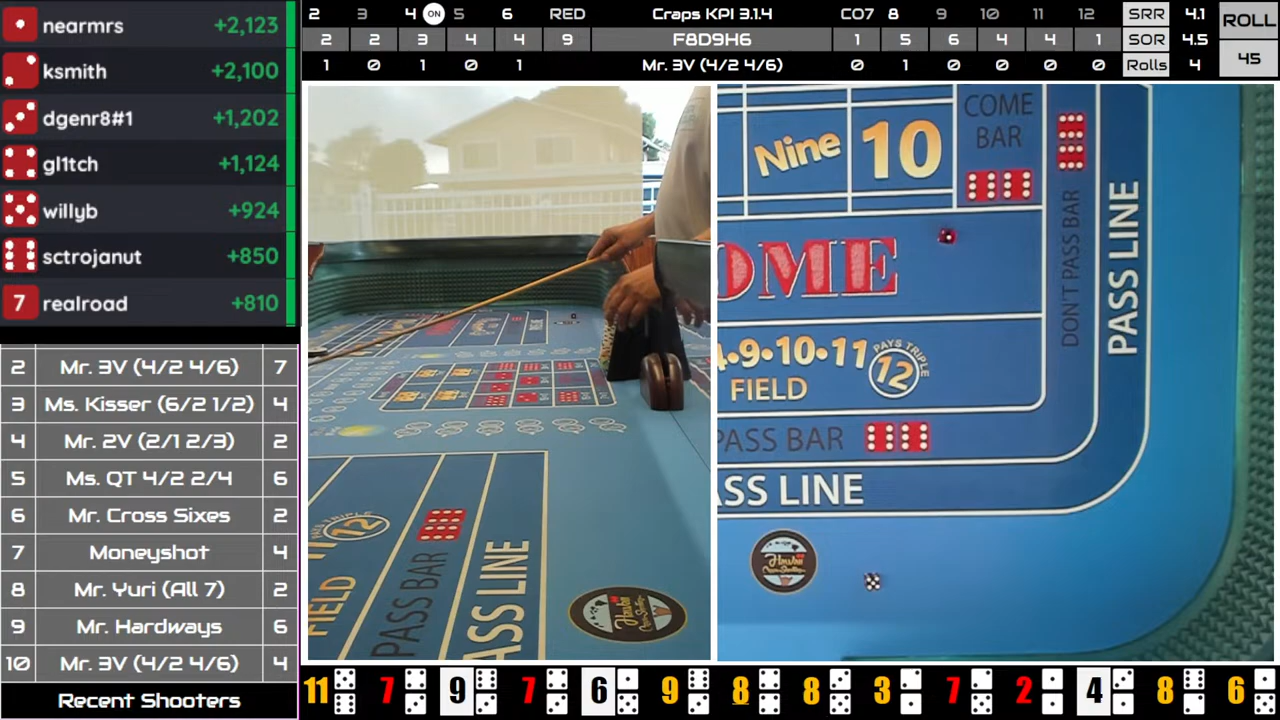 nearmrs +2,123
ksmith +2,100
dgenr8#1 +1,202
gl1tch +1,124
willyb +924
sctrojanut +850
7 realroad +810
2 Mr. 3V (4/2 4/6) 7
3 Ms. Kisser (6/2 1/2) 4
4 Mr. 2V (2/1 2/3) 2
5 Ms. QT 4/2 2/4 6
6 Mr. Cross Sixes 2
7 Moneyshot 4
8 Mr. Yuri (All 7) 2
9 Mr. Hardways 6
10 Mr. 3V (4/2 4/6) 4
Recent Shooters
2 3 4 ON 5 6 RED Craps KPI 3.1.4 CO7 8 9 10 11 12 SRR 4.1 ROLL
2 2 3 4 4 9 F8D9H6 1 5 6 4 4 1 SOR 4.5 45
1 0 1 0 1 Mr. 3V (4/2 4/6) 0 1 0 0 0 0 Rolls 4
PAYS TRIPLE
12
FIELD
PASS BAR
ASS LINE
COME
BAR
Nine 10
OME
DON'T PASS BAR
PASS LINE
4•9•10•11 PAYS TRIPLE
12
FIELD
PASS BAR
ASS LINE
Hawaii
11 7 9 7 6 9 8 8 3 7 2 4 8 6